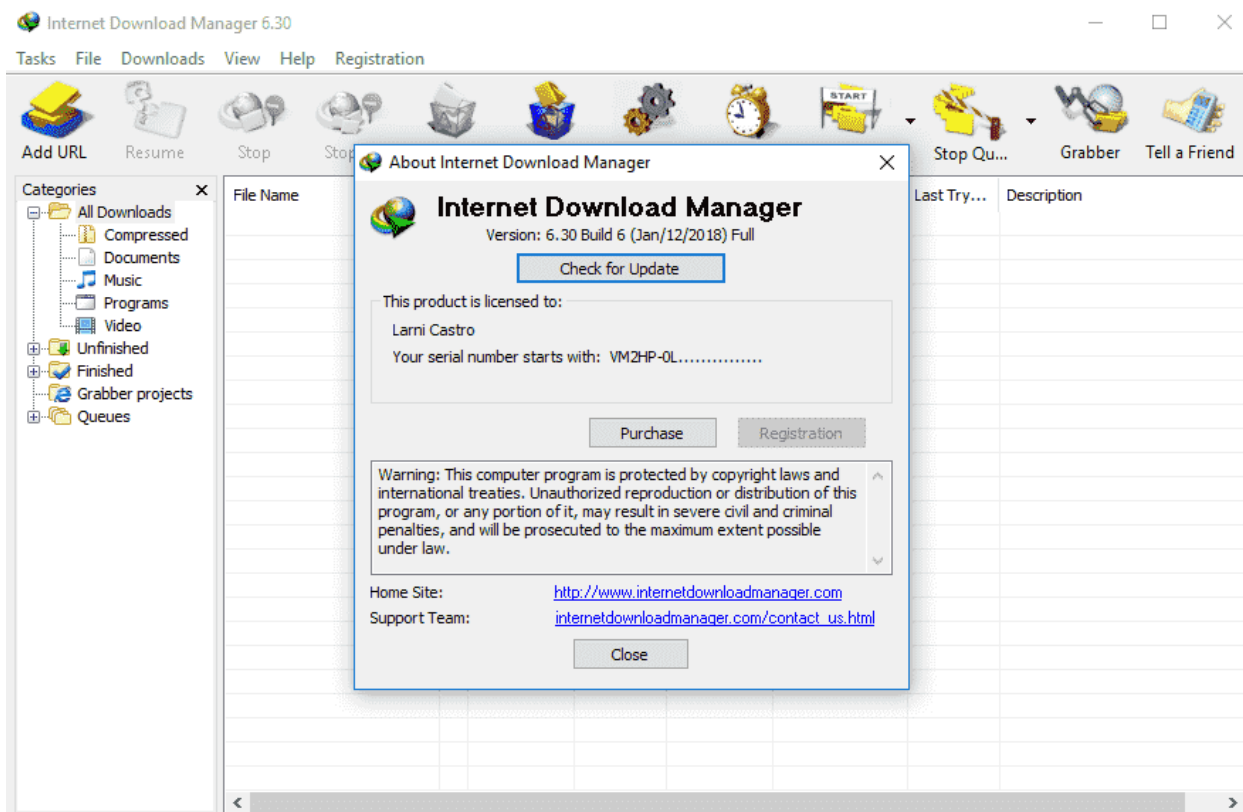 Internet Download Manager 6.30
Tasks File Downloads View Help Registration
START
Add URL Resume Stop Stop Stop Qu... Grabber Tell a Friend
Categories
All Downloads
Compressed
Documents
Music
Programs
Video
Unfinished
Finished
Grabber projects
Queues
File Name Last Try... Description
About Internet Download Manager
Internet Download Manager
Version: 6.30 Build 6 (Jan/12/2018) Full
Check for Update
This product is licensed to:
Larni Castro
Your serial number starts with: VM2HP-0L...............
Purchase Registration
Warning: This computer program is protected by copyright laws and
international treaties. Unauthorized reproduction or distribution of this
program, or any portion of it, may result in severe civil and criminal
penalties, and will be prosecuted to the maximum extent possible
under law.
Home Site: http://www.internetdownloadmanager.com
Support Team: internetdownloadmanager.com/contact_us.html
Close